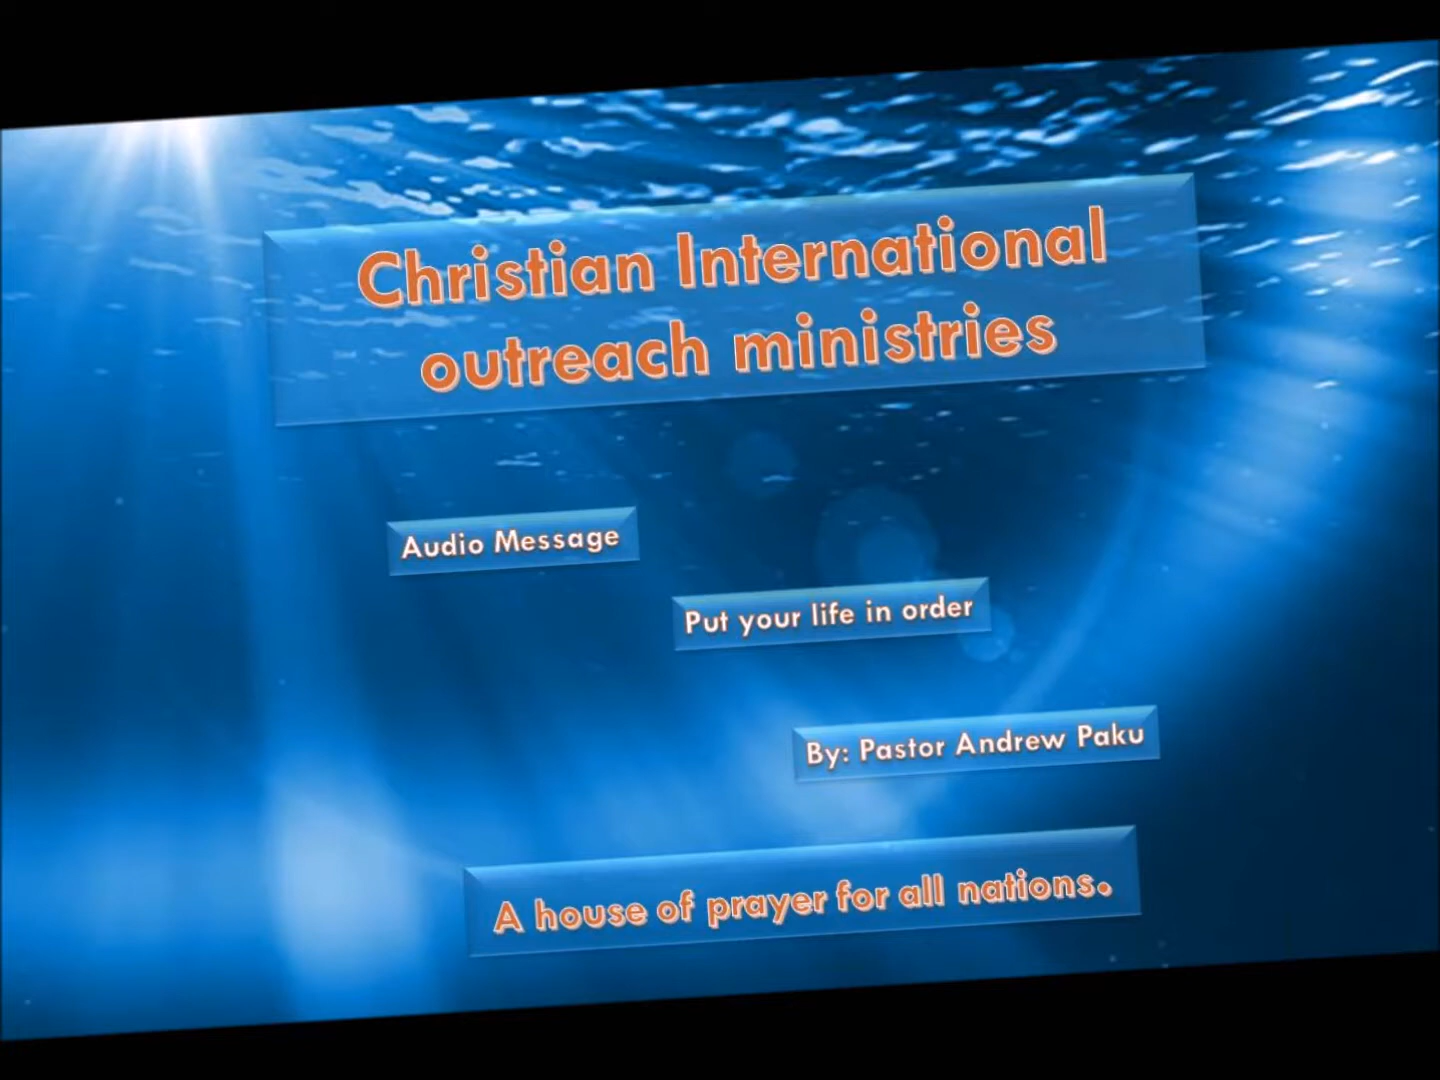 Christian International
outreach ministries
Audio Message
Put your life in order
By: Pastor Andrew Paku
A house of prayer for all nations.